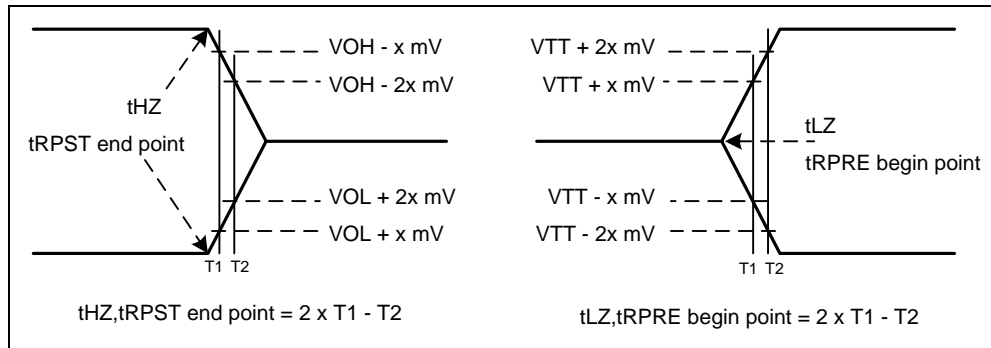 VOH - x mV
VOH - 2x mV
tHZ
tRPST end point
VOL + 2x mV
VOL + x mV
T1 T2
tHZ,tRPST end point = 2 x T1 - T2
VTT + 2x mV
VTT + x mV
tLZ
tRPRE begin point
VTT - x mV
VTT - 2x mV
T1 T2
tLZ,tRPRE begin point = 2 x T1 - T2